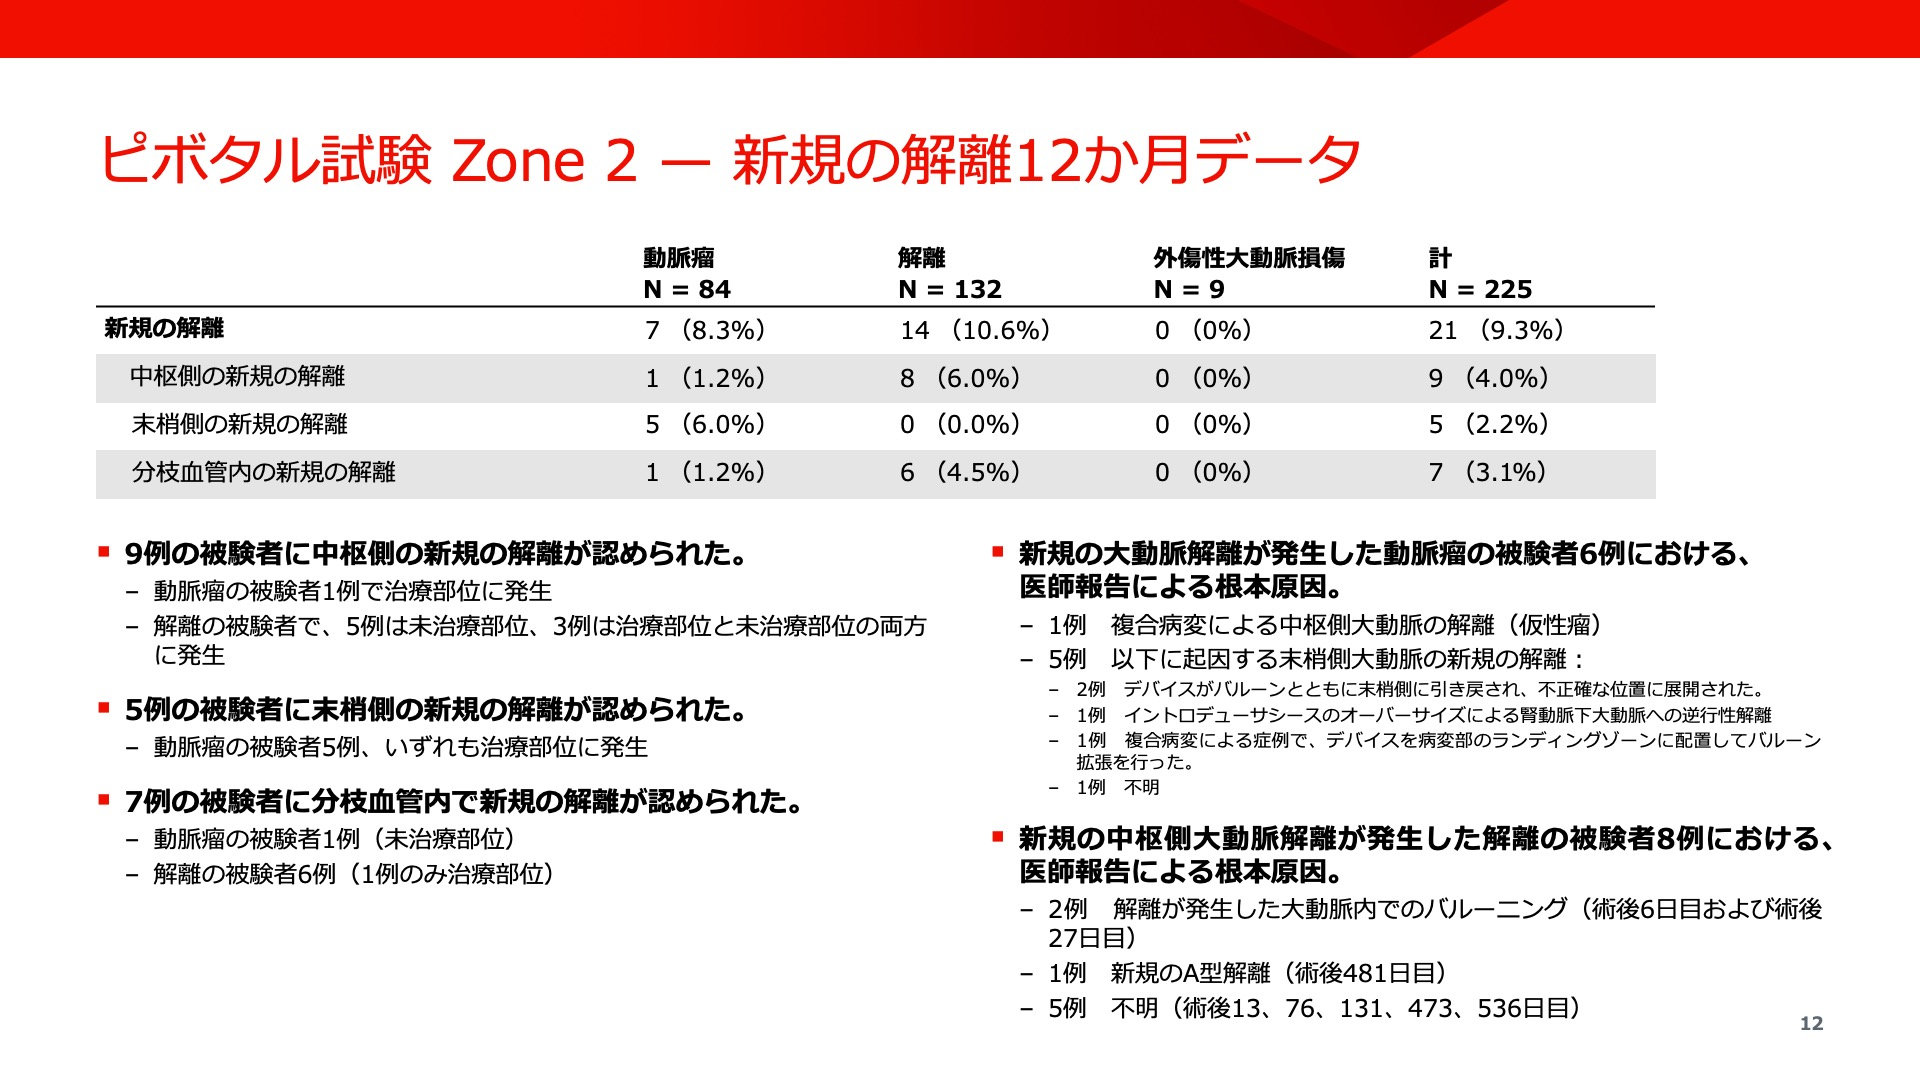 ピボタル試験 Zone 2 ― 新規の解離12か月データ
動脈瘤 解離 外傷性大動脈損傷 計
N = 84 N = 132 N = 9 N = 225
新規の解離 7 （8.3%） 14 （10.6%） 0 （0%） 21 （9.3%）
中枢側の新規の解離 1 （1.2%） 8 （6.0%） 0 （0%） 9 （4.0%）
末梢側の新規の解離 5 （6.0%） 0 （0.0%） 0 （0%） 5 （2.2%）
分枝血管内の新規の解離 1 （1.2%） 6 （4.5%） 0 （0%） 7 （3.1%）
▪ 9例の被験者に中枢側の新規の解離が認められた。
– 動脈瘤の被験者1例で治療部位に発生
– 解離の被験者で、5例は未治療部位、3例は治療部位と未治療部位の両方
に発生
▪ 5例の被験者に末梢側の新規の解離が認められた。
– 動脈瘤の被験者5例、いずれも治療部位に発生
▪ 7例の被験者に分枝血管内で新規の解離が認められた。
– 動脈瘤の被験者1例（未治療部位）
– 解離の被験者6例（1例のみ治療部位）
▪ 新規の大動脈解離が発生した動脈瘤の被験者6例における、
医師報告による根本原因。
– 1例　複合病変による中枢側大動脈の解離（仮性瘤）
– 5例　以下に起因する末梢側大動脈の新規の解離：
– 2例　デバイスがバルーンとともに末梢側に引き戻され、不正確な位置に展開された。
– 1例　イントロデューサシースのオーバーサイズによる腎動脈下大動脈への逆行性解離
– 1例　複合病変による症例で、デバイスを病変部のランディングゾーンに配置してバルーン
拡張を行った。
– 1例　不明
▪ 新規の中枢側大動脈解離が発生した解離の被験者8例における、
医師報告による根本原因。
– 2例　解離が発生した大動脈内でのバルーニング（術後6日目および術後
27日目）
– 1例　新規のA型解離（術後481日目）
– 5例　不明（術後13、76、131、473、536日目）
12